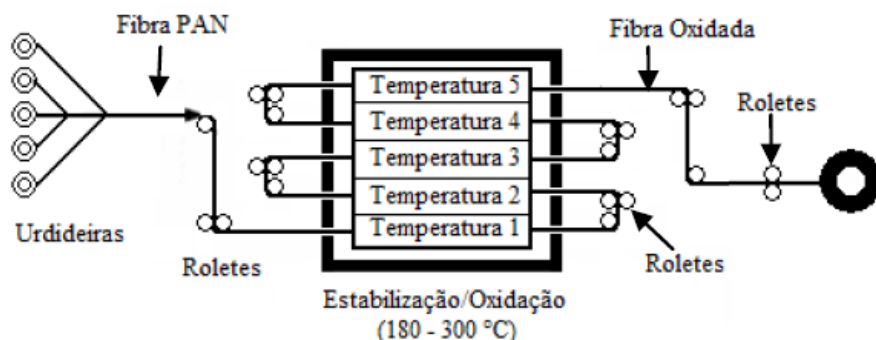 Fibra PAN
Fibra Oxidada
Roletes
Temperatura 5
Temperatura 4
Temperatura 3
Temperatura 2
Temperatura 1
Urdideiras
Roletes
Roletes
Estabilização/Oxidação
(180 - 300 °C)